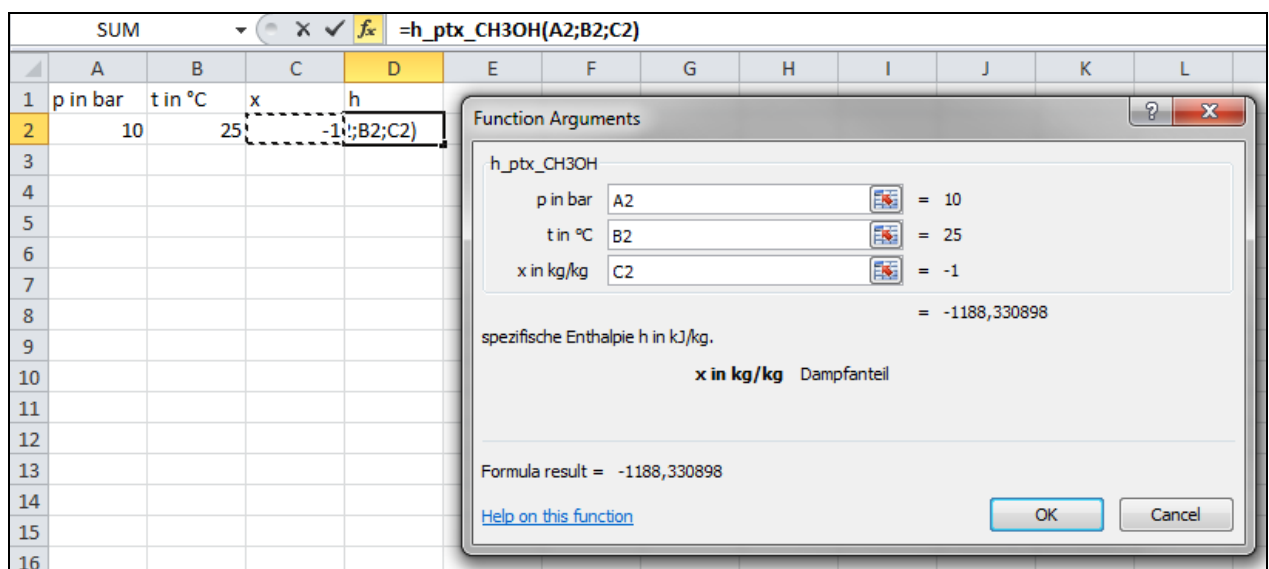 SUM fx =h_ptx_CH3OH(A2;B2;C2)
A B C D E F G H I J K L
1 p in bar t in °C x h
2 10 25 -1 ;B2;C2)
3
4
5
6
7
8
9
10
11
12
13
14
15
16
Function Arguments ? X
h_ptx_CH3OH
p in bar A2 = 10
t in °C B2 = 25
x in kg/kg C2 = -1
= -1188,330898
spezifische Enthalpie h in kJ/kg.
x in kg/kg Dampfanteil
Formula result = -1188,330898
Help on this function OK Cancel